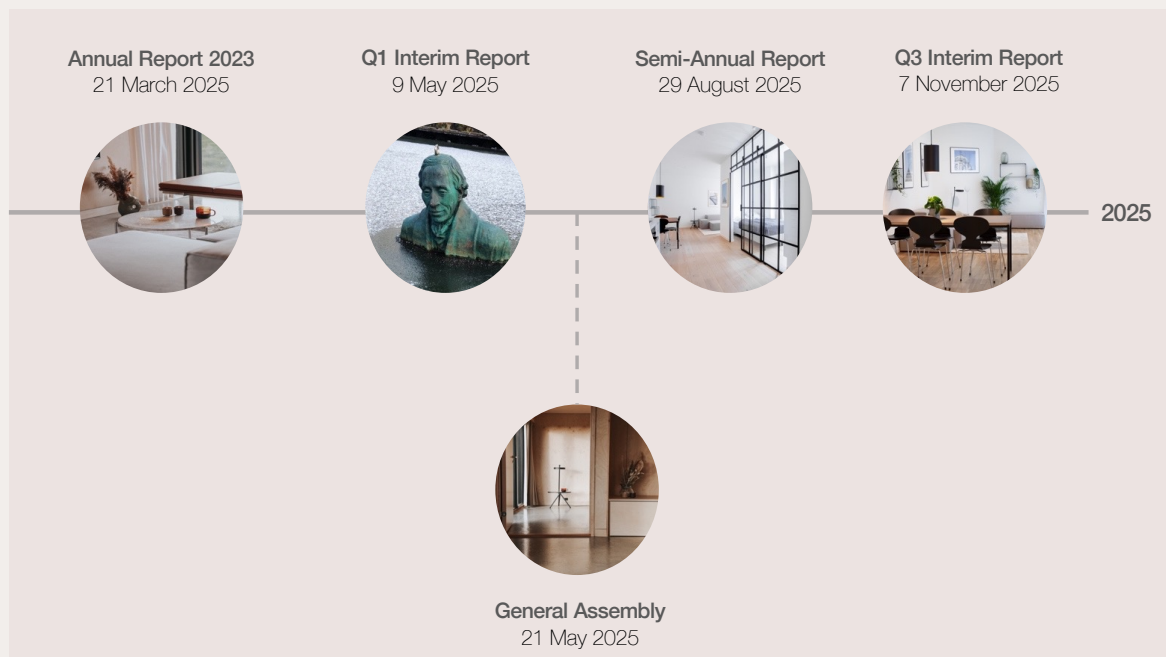 Annual Report 2023
21 March 2025
Q1 Interim Report
9 May 2025
Semi-Annual Report
29 August 2025
Q3 Interim Report
7 November 2025
2025
General Assembly
21 May 2025